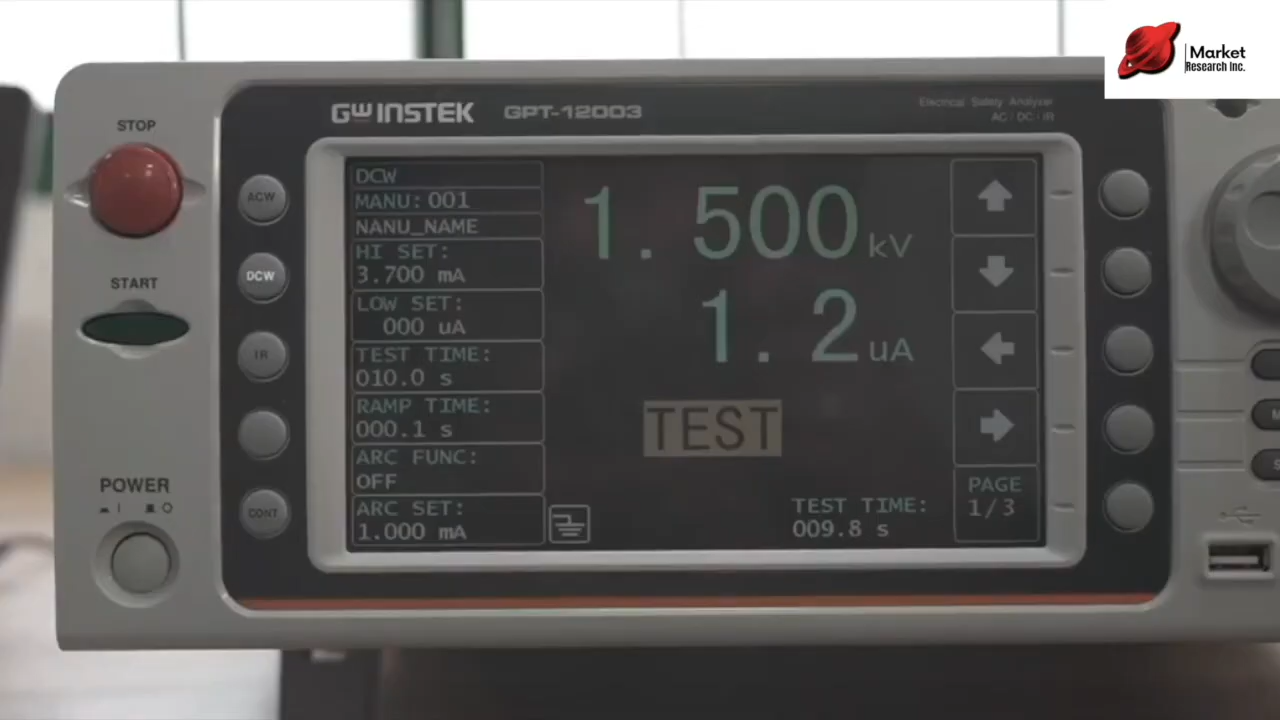 Market
Research Inc.
GW INSTEK GPT-12003
Electrical Safety Analyzer
AC / DC / IR
STOP
START
POWER
ACW
DCW
IR
CONT
DCW
MANU: 001
NANU_NAME
HI SET:
3.700 mA
LOW SET:
000 uA
TEST TIME:
010.0 s
RAMP TIME:
000.1 s
ARC FUNC:
OFF
ARC SET:
1.000 mA
1.500 kV
1.2 uA
TEST
TEST TIME:
009.8 s
PAGE
1/3